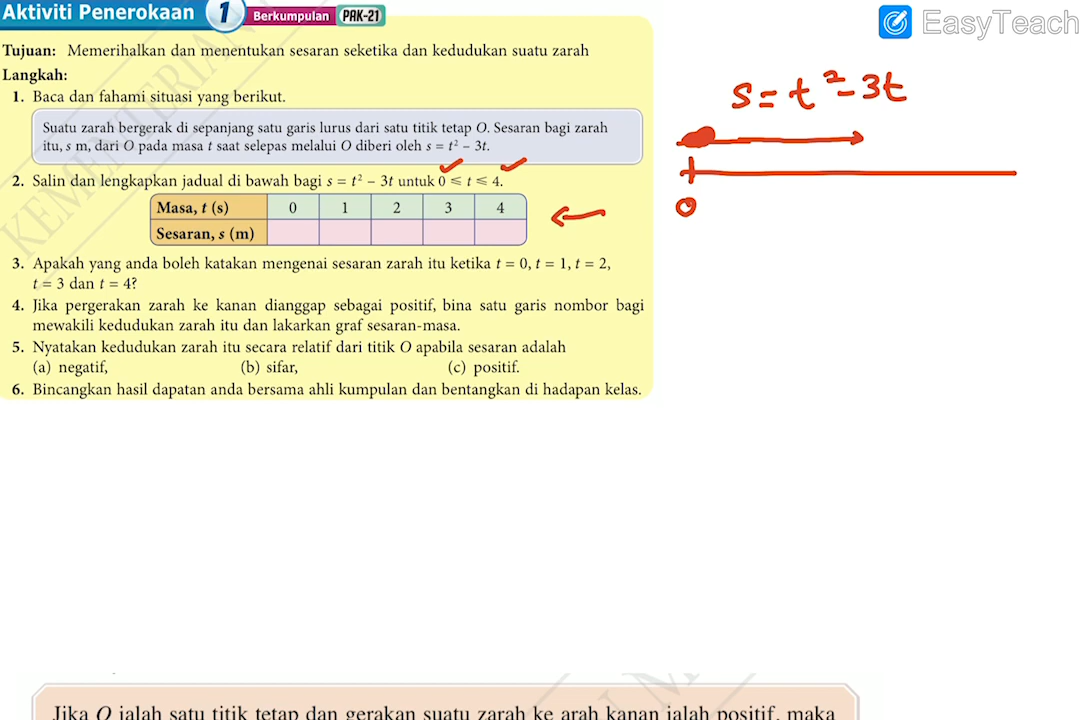 Aktiviti Penerokaan 1 Berkumpulan PAK-21
EasyTeach
Tujuan: Memerihalkan dan menentukan sesaran seketika dan kedudukan suatu zarah
Langkah:
1. Baca dan fahami situasi yang berikut.
Suatu zarah bergerak di sepanjang satu garis lurus dari satu titik tetap O. Sesaran bagi zarah
itu, s m, dari O pada masa t saat selepas melalui O diberi oleh s = t² – 3t.
s = t² – 3t
O
2. Salin dan lengkapkan jadual di bawah bagi s = t² – 3t untuk 0 ⩽ t ⩽ 4.
Masa, t (s) 0 1 2 3 4
Sesaran, s (m)
3. Apakah yang anda boleh katakan mengenai sesaran zarah itu ketika t = 0, t = 1, t = 2,
t = 3 dan t = 4?
4. Jika pergerakan zarah ke kanan dianggap sebagai positif, bina satu garis nombor bagi
mewakili kedudukan zarah itu dan lakarkan graf sesaran-masa.
5. Nyatakan kedudukan zarah itu secara relatif dari titik O apabila sesaran adalah
(a) negatif, (b) sifar, (c) positif.
6. Bincangkan hasil dapatan anda bersama ahli kumpulan dan bentangkan di hadapan kelas.
KEMENTERIAN
Jika O ialah satu titik tetap dan gerakan suatu zarah ke arah kanan ialah positif, maka